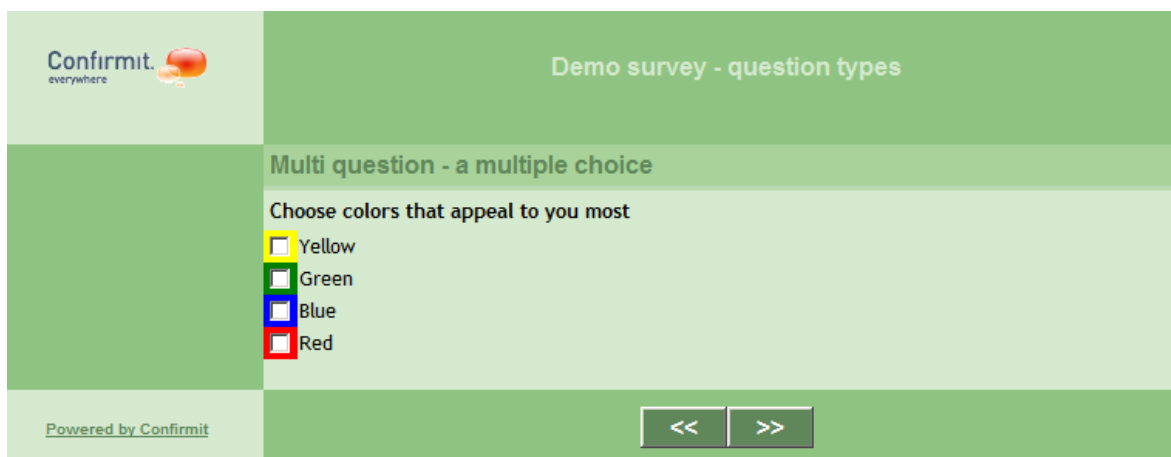 Confirmit.
everywhere
Demo survey - question types
Multi question - a multiple choice
Choose colors that appeal to you most
Yellow
Green
Blue
Red
Powered by Confirmit
<< >>